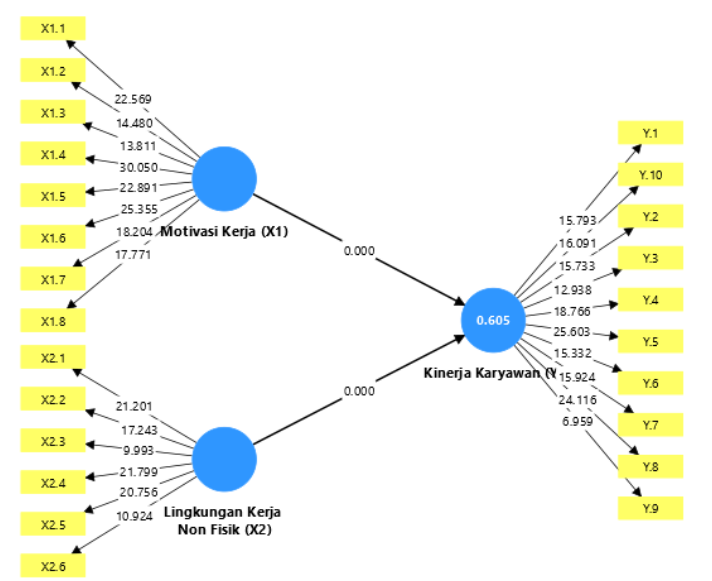 X1.1
X1.2
X1.3
X1.4
X1.5
X1.6
X1.7
X1.8
22.569
14.480
13.811
30.050
22.891
25.355
18.204
17.771
Motivasi Kerja (X1)
X2.1
X2.2
X2.3
X2.4
X2.5
X2.6
21.201
17.243
9.993
21.799
20.756
10.924
Lingkungan Kerja
Non Fisik (X2)
0.000
0.000
0.605
Kinerja Karyawan (Y
15.793
16.091
15.733
12.938
18.766
25.603
15.332
15.924
24.116
6.959
Y.1
Y.10
Y.2
Y.3
Y.4
Y.5
Y.6
Y.7
Y.8
Y.9